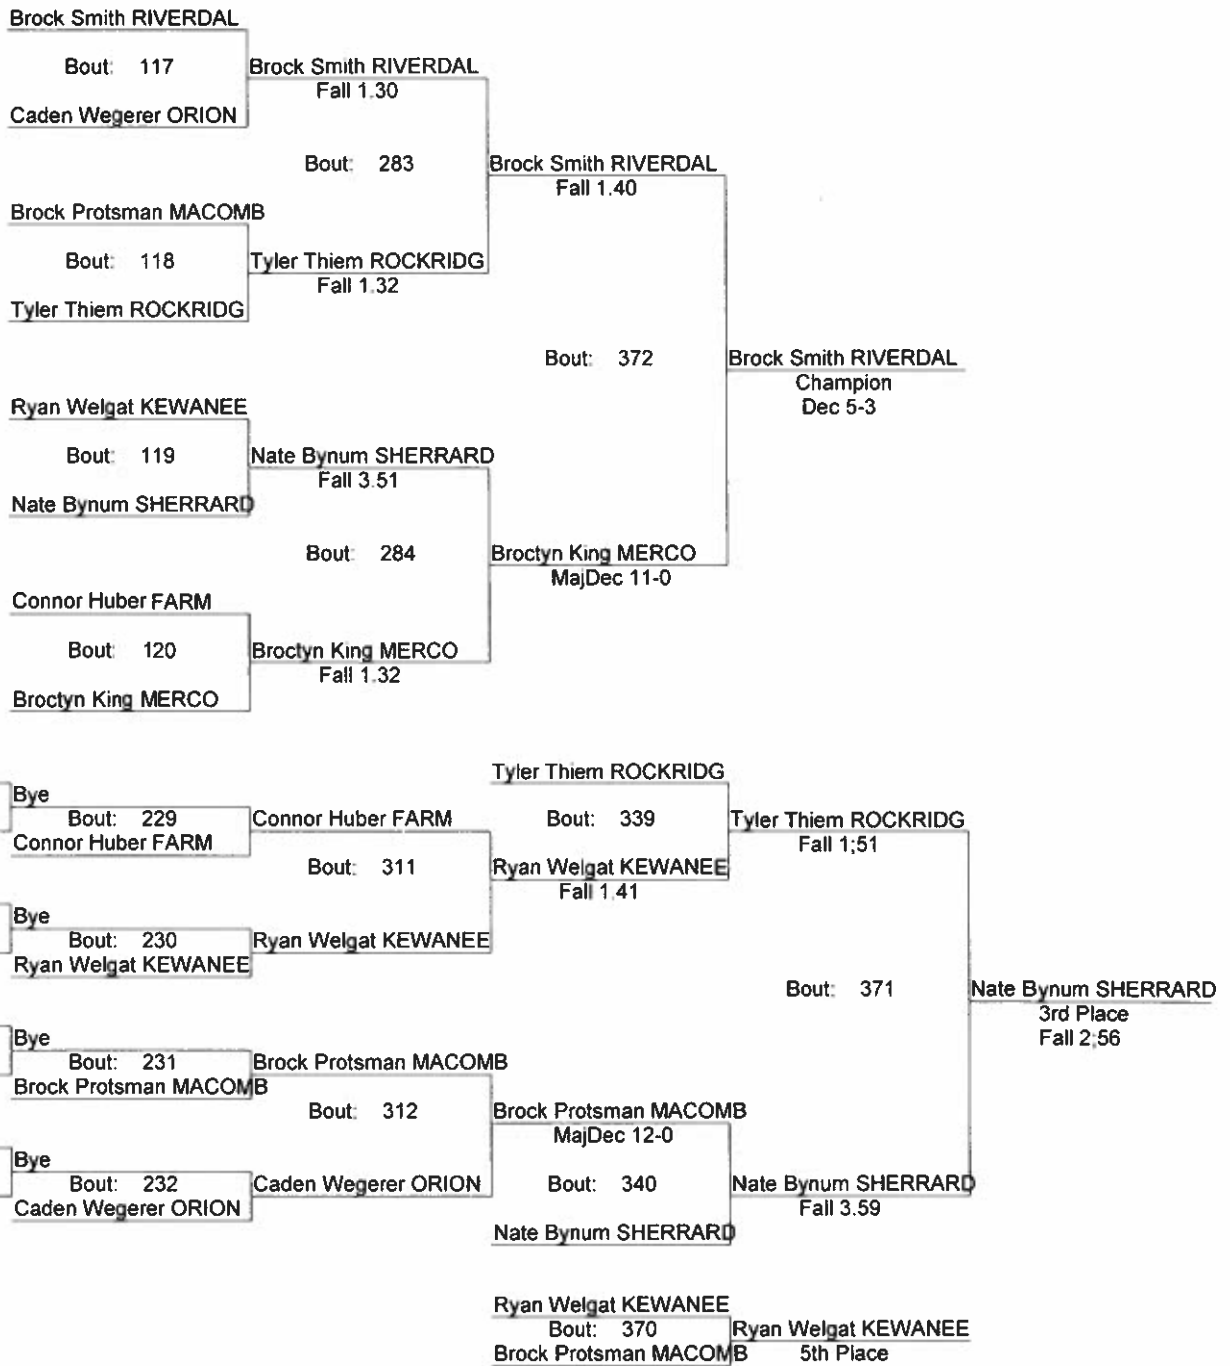 Brock Smith RIVERDAL
Bout: 117
Brock Smith RIVERDAL
Fall 1.30
Caden Wegerer ORION
Bout: 283
Brock Smith RIVERDAL
Fall 1.40
Brock Protsman MACOMB
Bout: 118
Tyler Thiem ROCKRIDG
Fall 1.32
Tyler Thiem ROCKRIDG
Bout: 372
Brock Smith RIVERDAL
Champion
Dec 5-3
Ryan Welgat KEWANEE
Bout: 119
Nate Bynum SHERRARD
Fall 3.51
Nate Bynum SHERRARD
Bout: 284
Broctyn King MERCO
MajDec 11-0
Connor Huber FARM
Bout: 120
Broctyn King MERCO
Fall 1.32
Broctyn King MERCO
Tyler Thiem ROCKRIDG
Bye
Bout: 229
Connor Huber FARM
Connor Huber FARM
Bout: 339
Tyler Thiem ROCKRIDG
Fall 1;51
Bout: 311
Ryan Welgat KEWANEE
Fall 1.41
Bye
Bout: 230
Ryan Welgat KEWANEE
Ryan Welgat KEWANEE
Bout: 371
Nate Bynum SHERRARD
3rd Place
Fall 2;56
Bye
Bout: 231
Brock Protsman MACOMB
Brock Protsman MACOMB
Bout: 312
Brock Protsman MACOMB
MajDec 12-0
Bye
Bout: 232
Caden Wegerer ORION
Caden Wegerer ORION
Bout: 340
Nate Bynum SHERRARD
Fall 3.59
Nate Bynum SHERRARD
Ryan Welgat KEWANEE
Bout: 370
Ryan Welgat KEWANEE
Brock Protsman MACOMB
5th Place